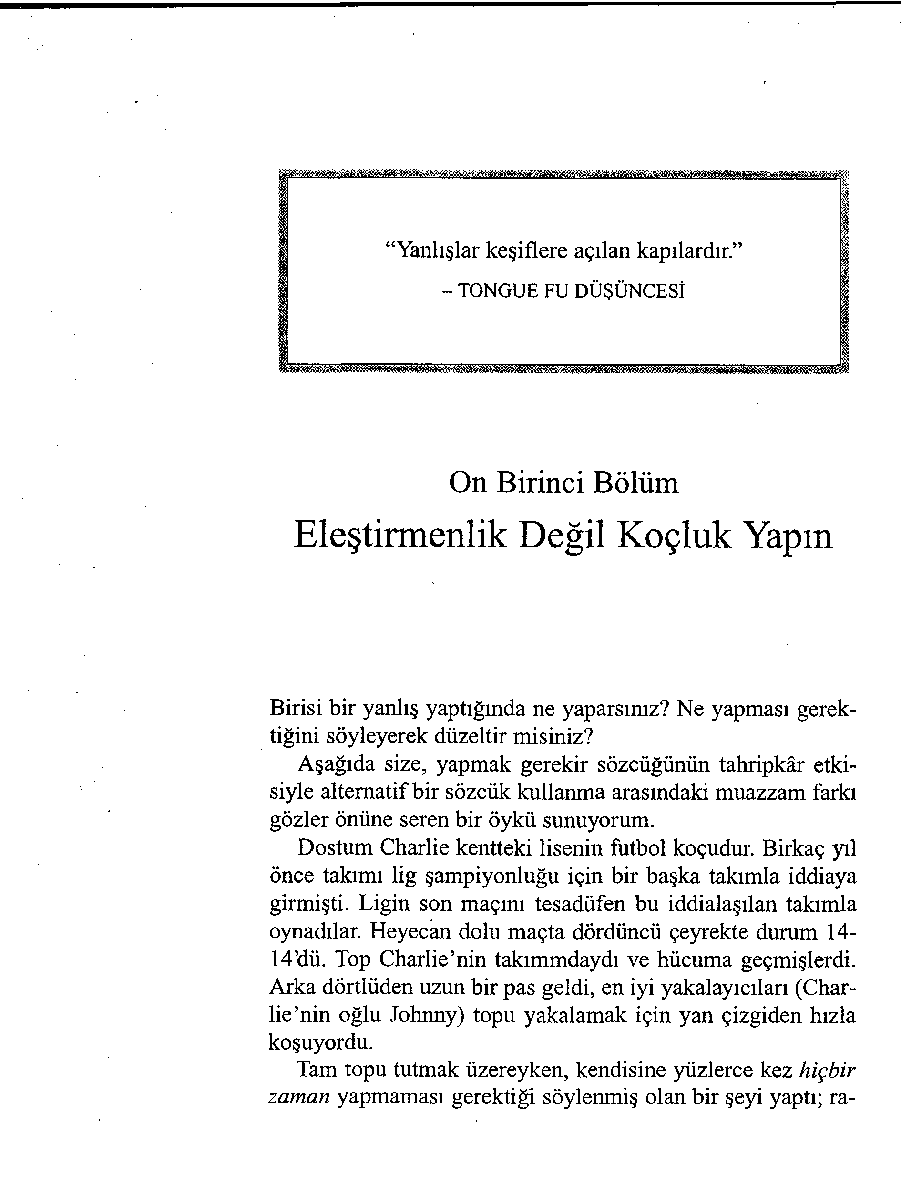 “Yanlışlar keşiflere açılan kapılardır.”
– TONGUE FU DÜŞÜNCESİ
On Birinci Bölüm
Eleştirmenlik Değil Koçluk Yapın
Birisi bir yanlış yaptığında ne yaparsınız? Ne yapması gerek-
tiğini söyleyerek düzeltir misiniz?
Aşağıda size, yapmak gerekir sözcüğünün tahripkâr etki-
siyle alternatif bir sözcük kullanma arasındaki muazzam farkı
gözler önüne seren bir öykü sunuyorum.
Dostum Charlie kentteki lisenin futbol koçudur. Birkaç yıl
önce takımı lig şampiyonluğu için bir başka takımla iddiaya
girmişti. Ligin son maçını tesadüfen bu iddialaşılan takımla
oynadılar. Heyecan dolu maçta dördüncü çeyrekte durum 14-
14’dü. Top Charlie’nin takımındaydı ve hücuma geçmişlerdi.
Arka dörtlüden uzun bir pas geldi, en iyi yakalayıcıları (Char-
lie’nin oğlu Johnny) topu yakalamak için yan çizgiden hızla
koşuyordu.
Tam topu tutmak üzereyken, kendisine yüzlerce kez hiçbir
zaman yapmaması gerektiği söylenmiş olan bir şeyi yaptı; ra-